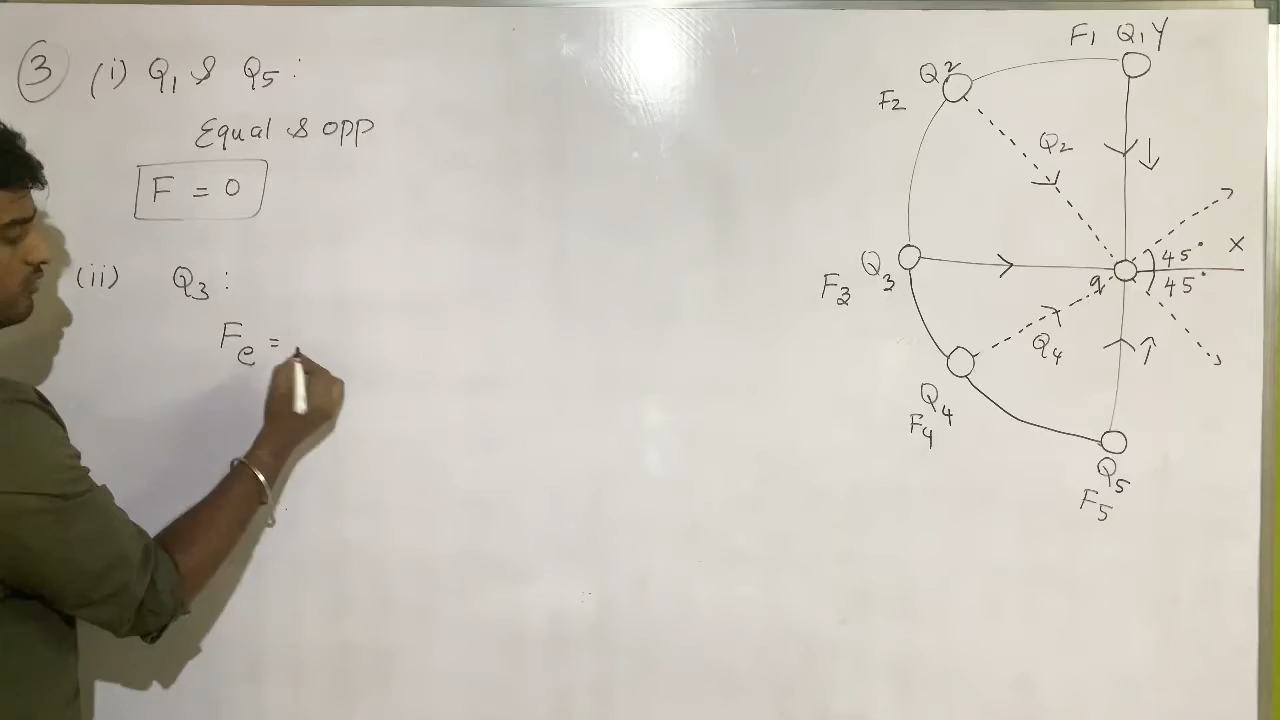 3 (i) Q1 & Q5 :
Equal & opp
F = 0
(ii) Q3 :
Fe =
F1 Q1 Y
Q2
F2
Q2
45°
X
Q3
q
45°
F3
Q4
Q4
F4
Q5
F5